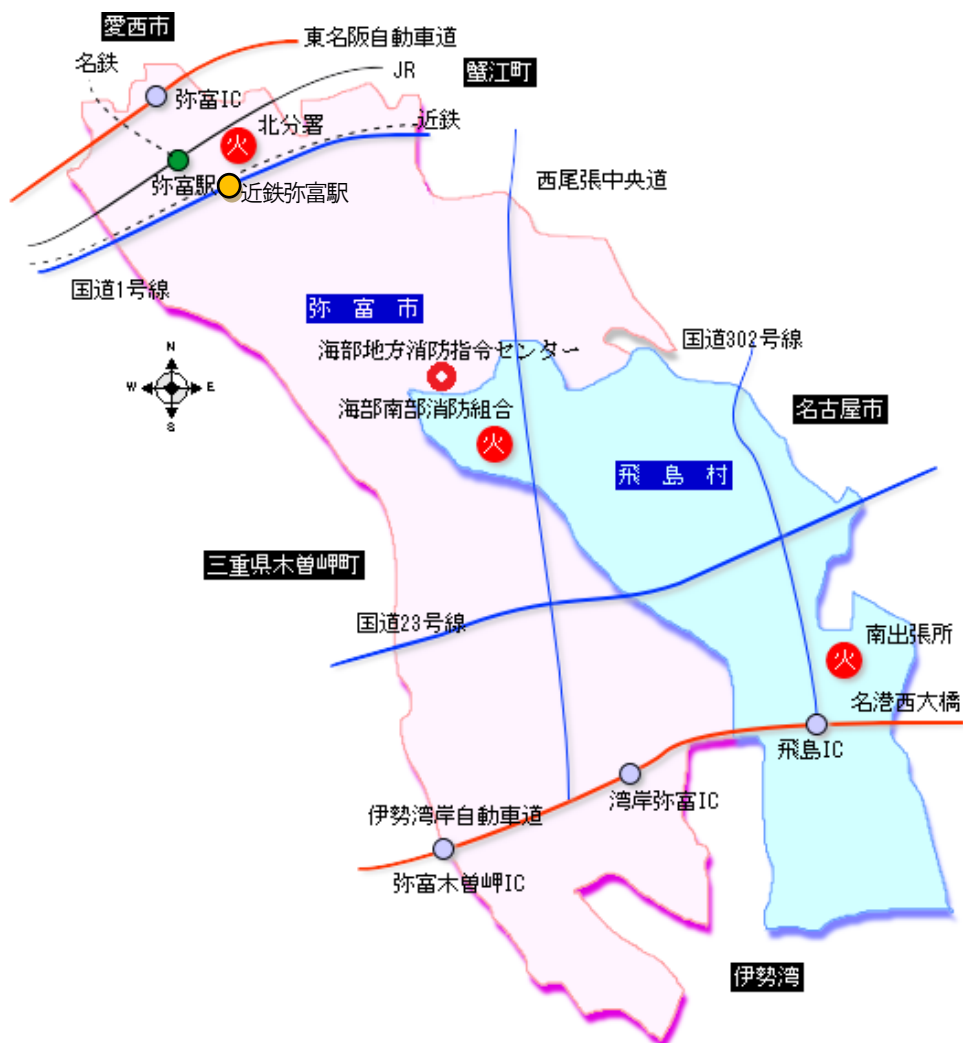 愛西市
東名阪自動車道
名鉄
JR
蟹江町
弥富IC
北分署
近鉄
火
弥富駅
近鉄弥富駅
西尾張中央道
国道1号線
弥富市
国道302号線
海部地方消防指令センター
N
W
E
S
海部南部消防組合
火
名古屋市
飛島村
三重県木曽岬町
国道23号線
南出張所
火
名港西大橋
飛島IC
湾岸弥富IC
伊勢湾岸自動車道
弥富木曽岬IC
伊勢湾